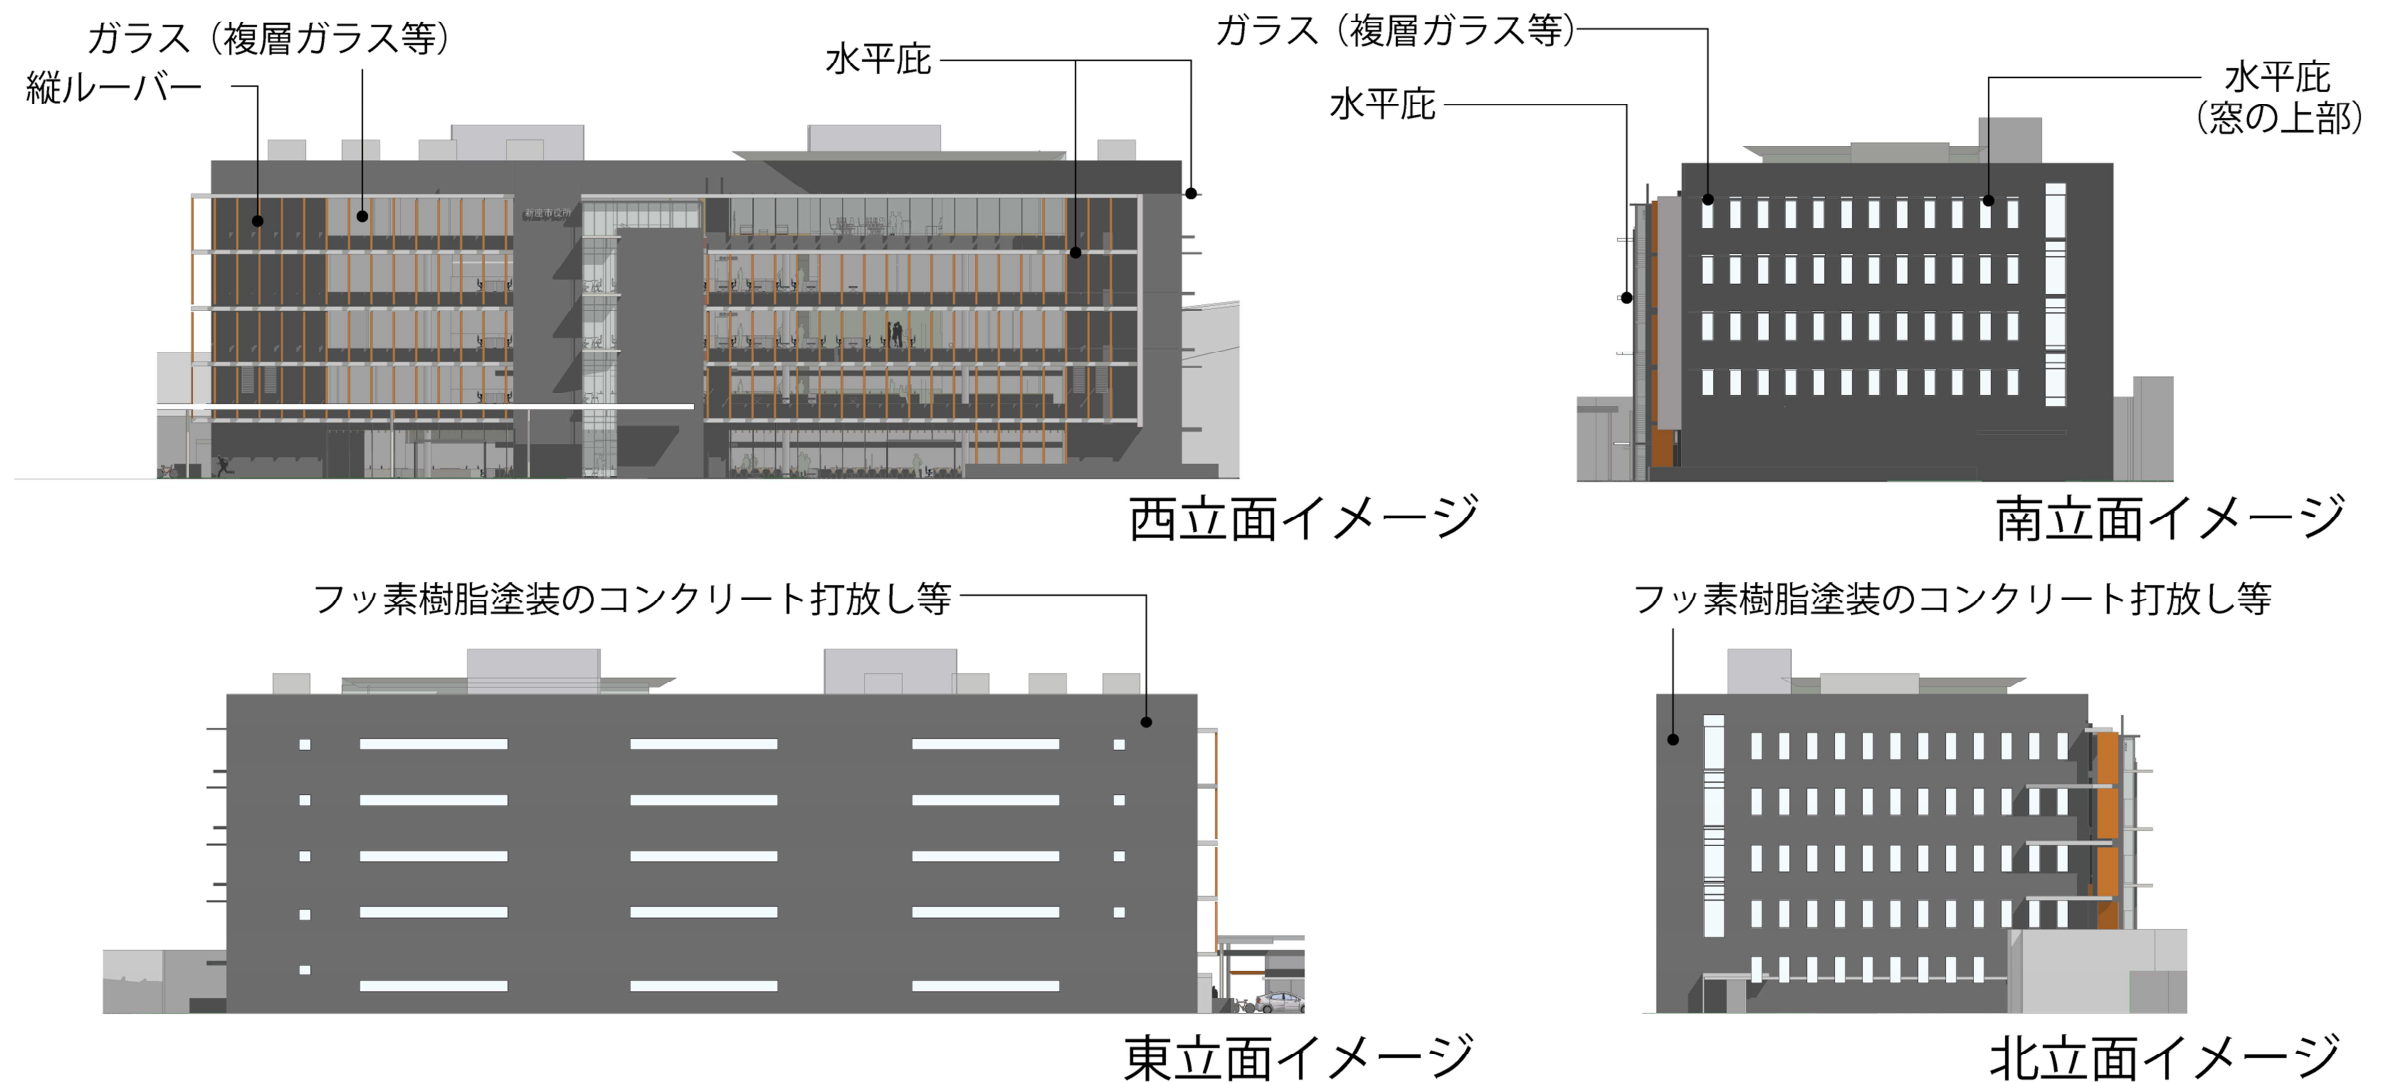 ガラス（複層ガラス等）
縦ルーバー
水平庇
新座市役所
西立面イメージ
ガラス（複層ガラス等）
水平庇
水平庇
（窓の上部）
南立面イメージ
フッ素樹脂塗装のコンクリート打放し等
東立面イメージ
フッ素樹脂塗装のコンクリート打放し等
北立面イメージ